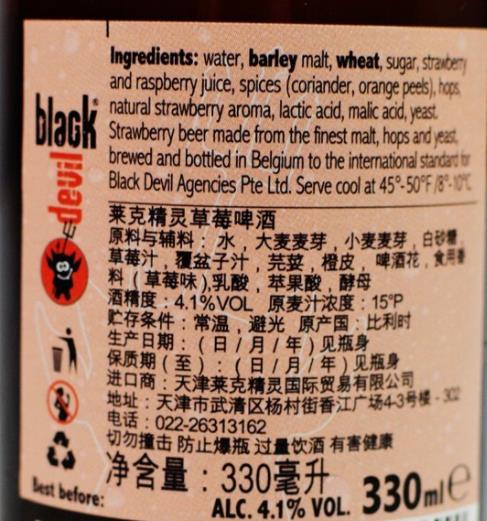 Ingredients: water, barley malt, wheat, sugar, strawberry
and raspberry juice, spices (coriander, orange peels), hops,
natural strawberry aroma, lactic acid, malic acid, yeast.
Strawberry beer made from the finest malt, hops and yeast,
brewed and bottled in Belgium to the international standard for
Black Devil Agencies Pte Ltd. Serve cool at 45°-50°F /8°-10°C
black®
devil
莱克精灵草莓啤酒
原料与辅料：水，大麦麦芽，小麦麦芽，白砂糖，
草莓汁，覆盆子汁，芫荽，橙皮，啤酒花，食用香
料（草莓味),乳酸，苹果酸，酵母
酒精度：4.1%VOL 原麦汁浓度：15°P
贮存条件：常温，避光 原产国：比利时
生产日期：（日/月/年）见瓶身
保质期（至）：（日/月/年）见瓶身
进口商：天津莱克精灵国际贸易有限公司
地址：天津市武清区杨村街香江广场4-3号楼－302
电话：022-26313162
切勿撞击 防止爆瓶 过量饮酒 有害健康
净含量：330毫升
Best before:
ALC. 4.1% VOL. 330ml e